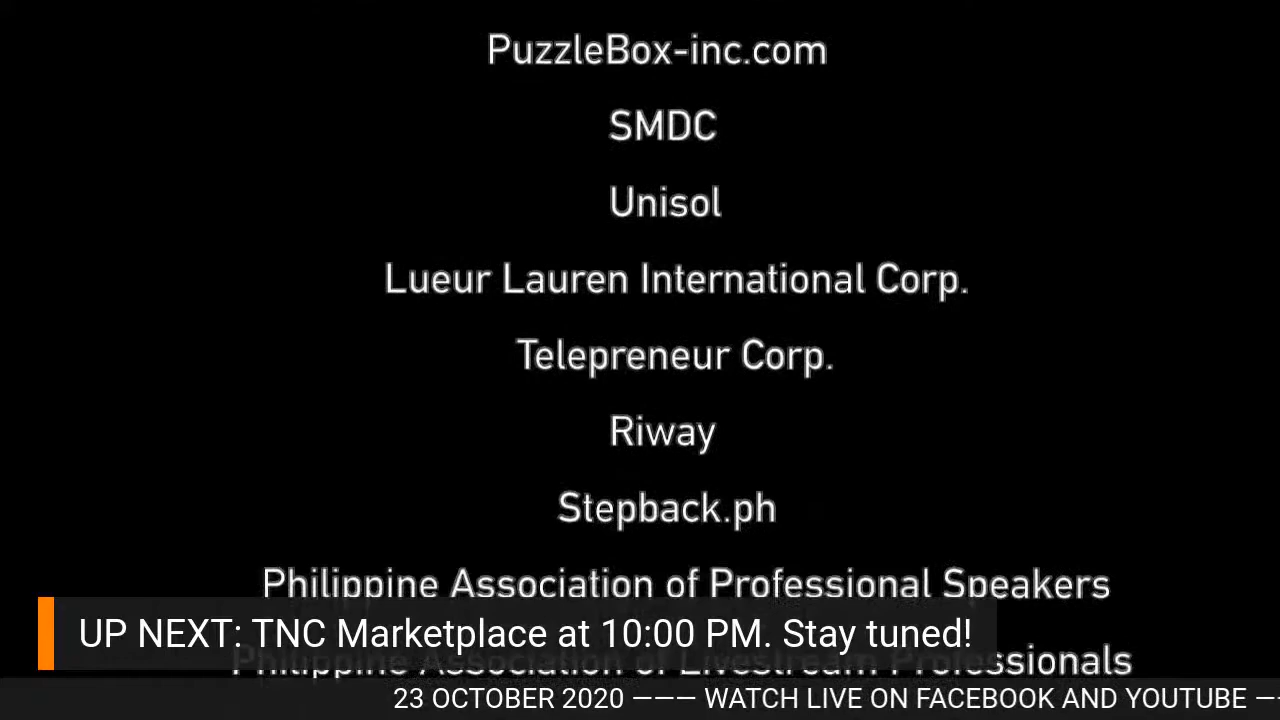 PuzzleBox-inc.com
SMDC
Unisol
Lueur Lauren International Corp.
Telepreneur Corp.
Riway
Stepback.ph
Philippine Association of Professional Speakers
UP NEXT: TNC Marketplace at 10:00 PM. Stay tuned!
Philippine Association of Livestream Professionals
23 OCTOBER 2020 ——— WATCH LIVE ON FACEBOOK AND YOUTUBE —